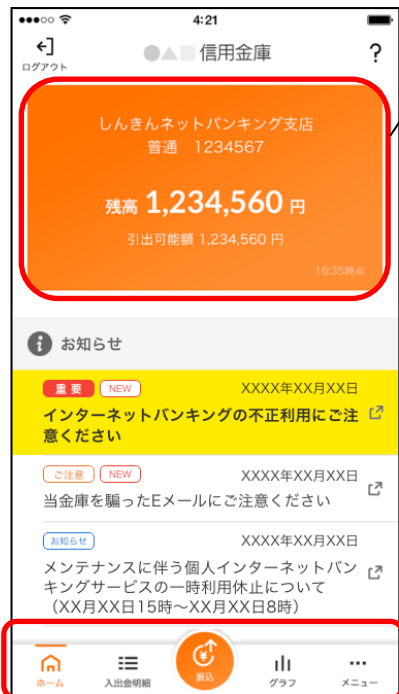 4:21
ログアウト
●▲■信用金庫
?
しんきんネットバンキング支店
普通 1234567
残高 1,234,560 円
引出可能額 1,234,560 円
16:35時点
お知らせ
重要 NEW XXXX年XX月XX日
インターネットバンキングの不正利用にご注
意ください
ご注意 NEW XXXX年XX月XX日
当金庫を騙ったEメールにご注意ください
お知らせ XXXX年XX月XX日
メンテナンスに伴う個人インターネットバン
キングサービスの一時利用休止について
（XX月XX日15時～XX月XX日8時）
ホーム 入出金明細 振込 グラフ メニュー